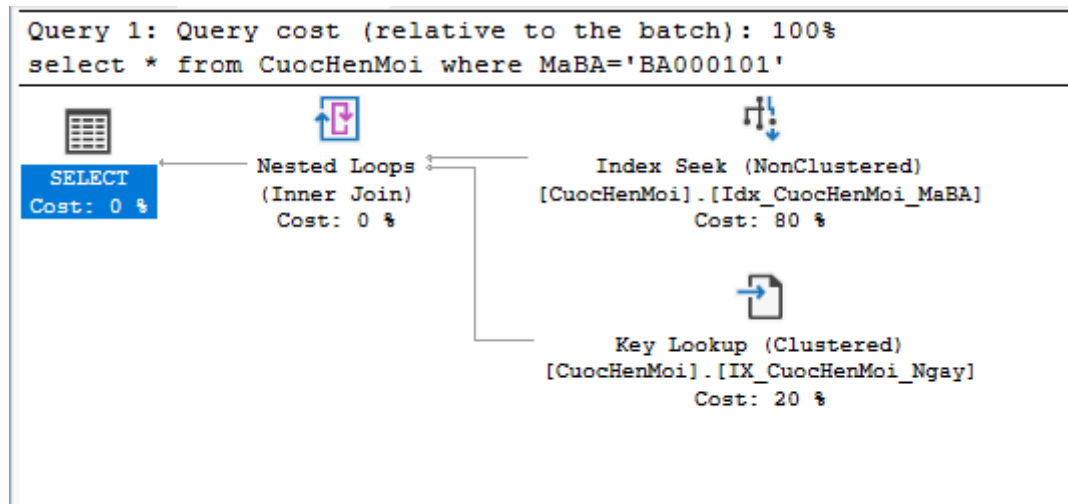 Query 1: Query cost (relative to the batch): 100%
select * from CuocHenMoi where MaBA='BA000101'
SELECT
Cost: 0 %
Nested Loops
(Inner Join)
Cost: 0 %
Index Seek (NonClustered)
[CuocHenMoi].[Idx_CuocHenMoi_MaBA]
Cost: 80 %
Key Lookup (Clustered)
[CuocHenMoi].[IX_CuocHenMoi_Ngay]
Cost: 20 %